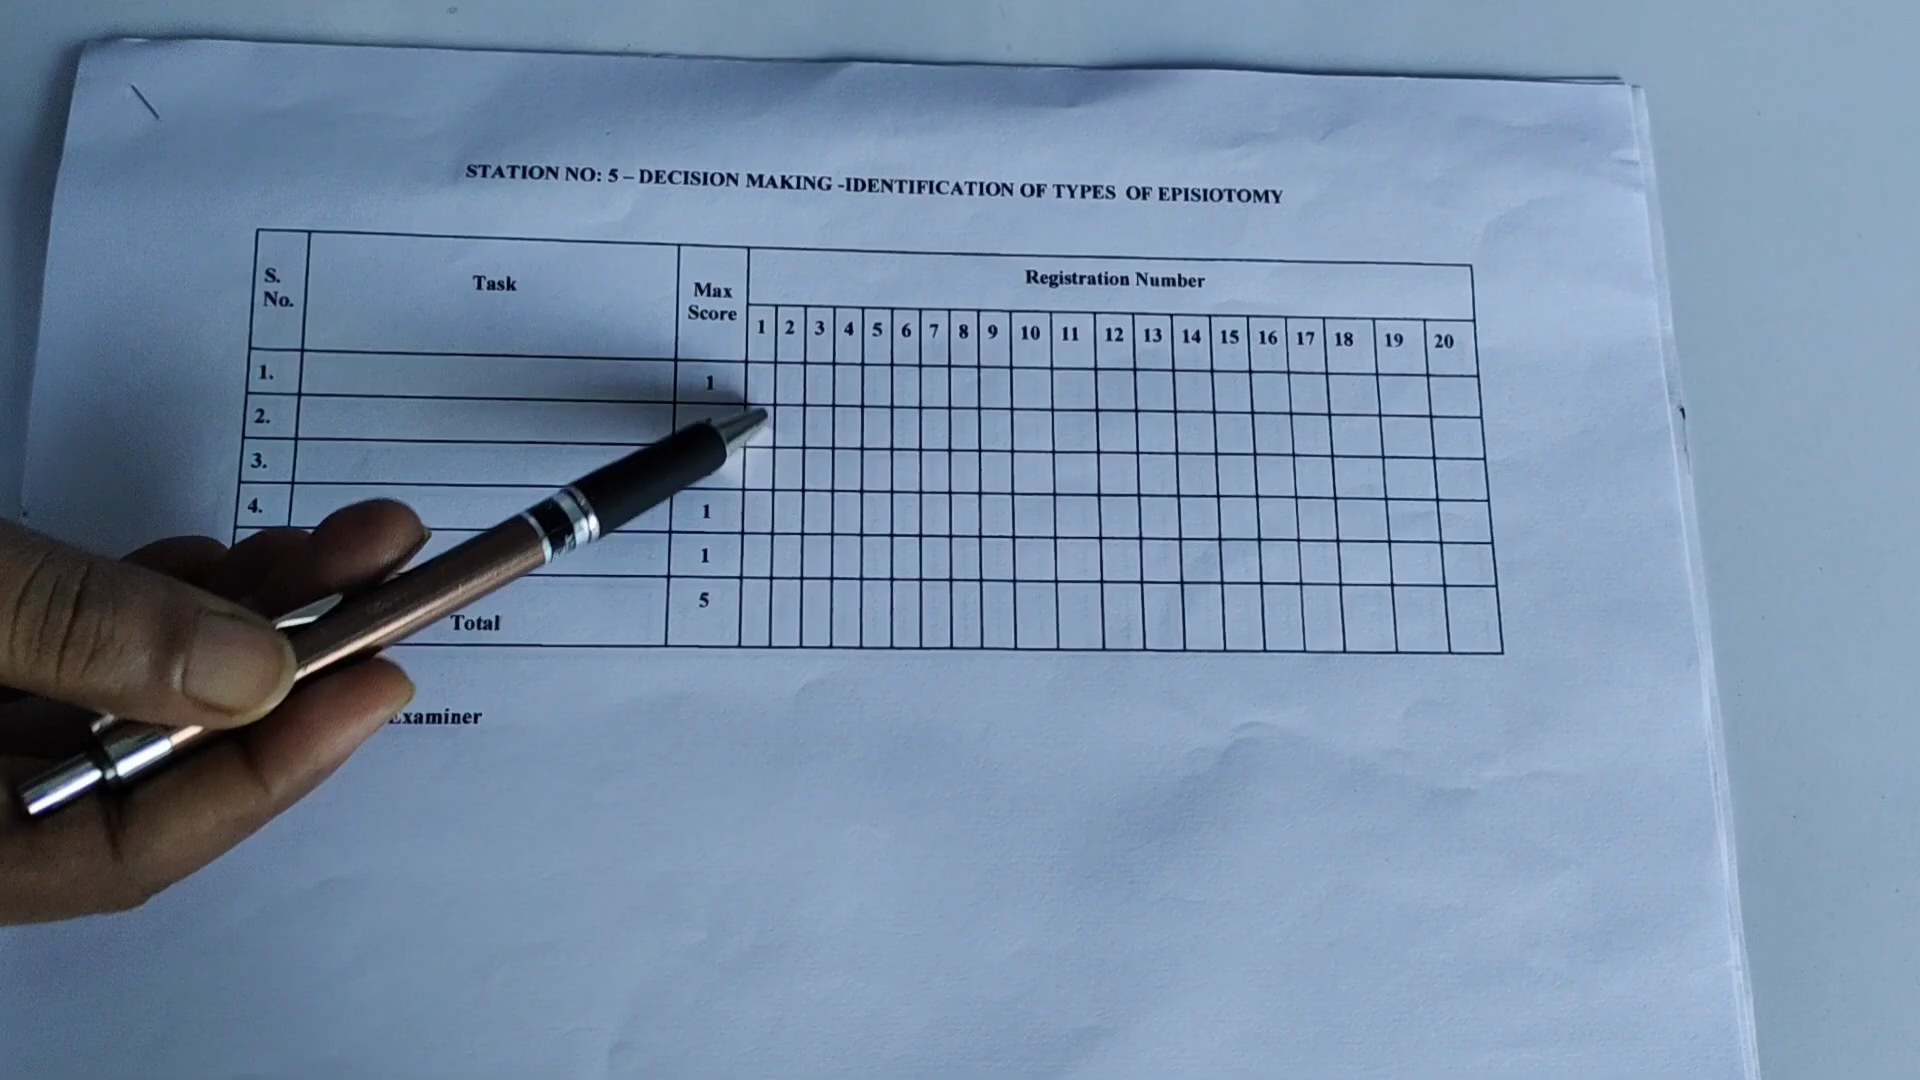 STATION NO: 5 – DECISION MAKING -IDENTIFICATION OF TYPES OF EPISIOTOMY
S. No. Task Max Score Registration Number
1 2 3 4 5 6 7 8 9 10 11 12 13 14 15 16 17 18 19 20
1. 1
2.
3.
4. 1
1
Total 5
Examiner